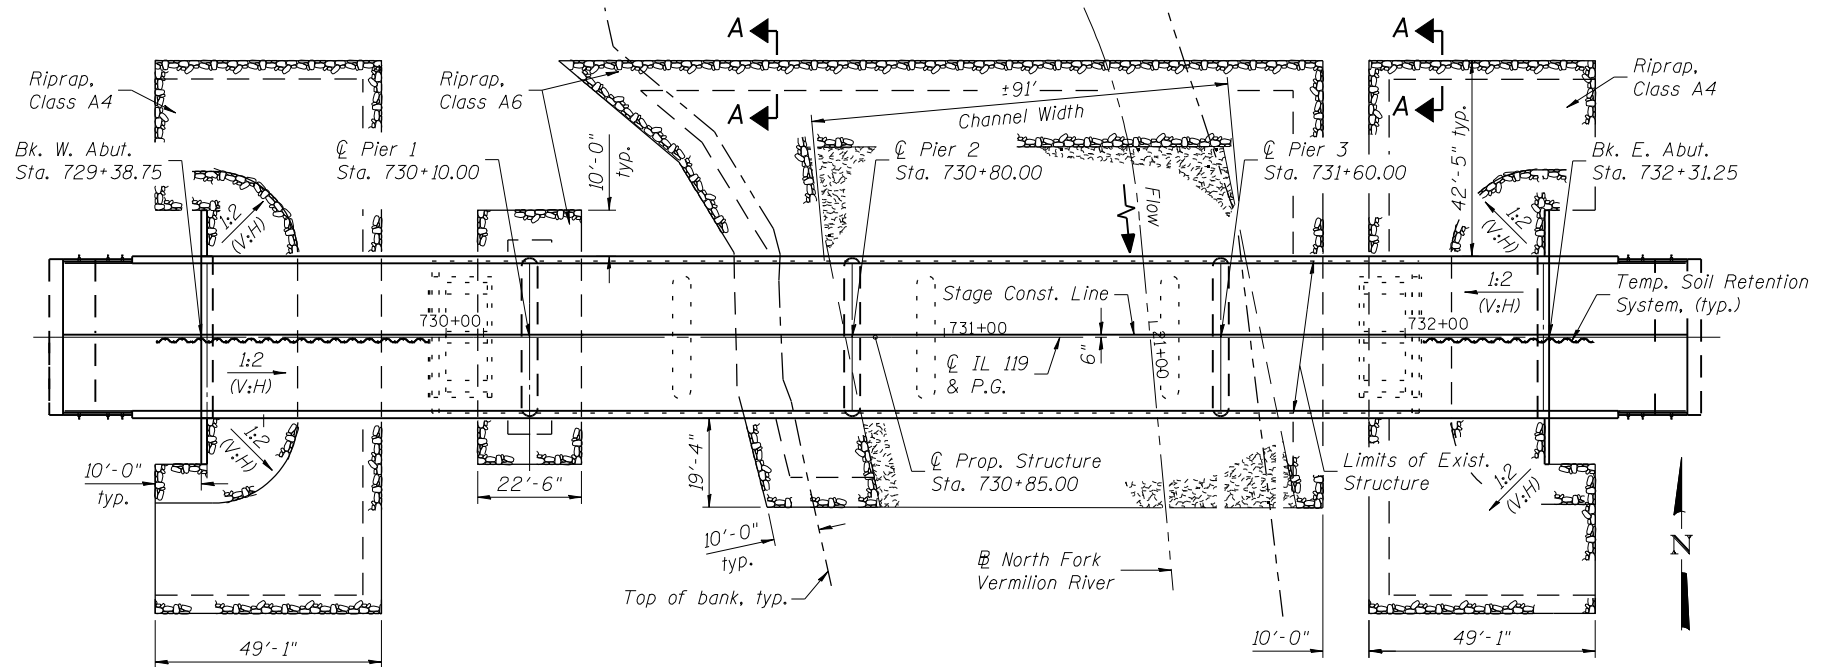 A
A
Riprap,
Class A4
Riprap,
Class A6
±91'
Channel Width
A
A
Riprap,
Class A4
Bk. W. Abut.
Sta. 729+38.75
℄ Pier 1
Sta. 730+10.00
10'-0"
typ.
℄ Pier 2
Sta. 730+80.00
Flow
℄ Pier 3
Sta. 731+60.00
42'-5" typ.
Bk. E. Abut.
Sta. 732+31.25
1:2
(V:H)
1:2
(V:H)
Stage Const. Line
1:2
(V:H)
Temp. Soil Retention
System, (typ.)
730+00
731+00
732+00
21+00
6"
1:2
(V:H)
℄ IL 119
& P.G.
1:2
(V:H)
10'-0"
typ.
22'-6"
19'-4"
℄ Prop. Structure
Sta. 730+85.00
Limits of Exist.
Structure
1:2
(V:H)
10'-0"
typ.
Top of bank, typ.
North Fork
Vermilion River
N
49'-1"
10'-0"
49'-1"